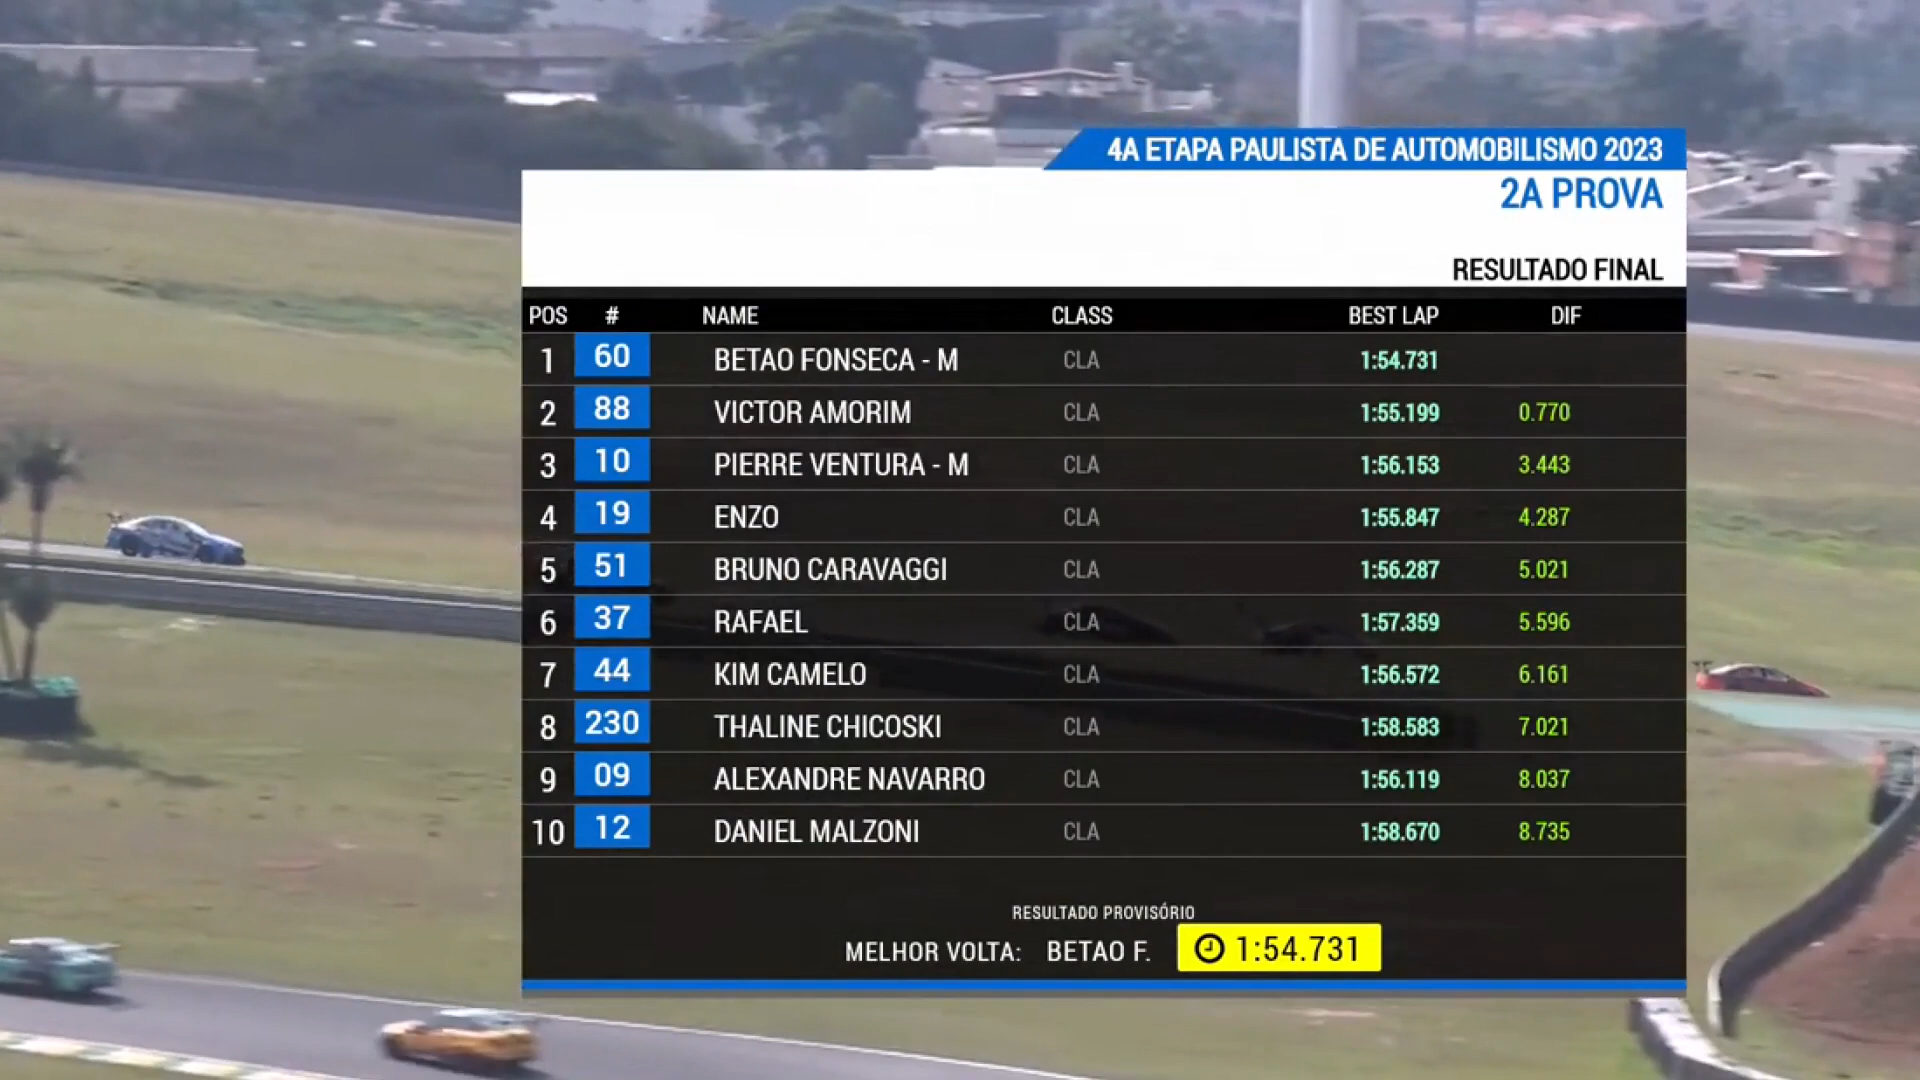 4A ETAPA PAULISTA DE AUTOMOBILISMO 2023
2A PROVA
RESULTADO FINAL
POS # NAME CLASS BEST LAP DIF
1 60 BETAO FONSECA - M CLA 1:54.731
2 88 VICTOR AMORIM CLA 1:55.199 0.770
3 10 PIERRE VENTURA - M CLA 1:56.153 3.443
4 19 ENZO CLA 1:55.847 4.287
5 51 BRUNO CARAVAGGI CLA 1:56.287 5.021
6 37 RAFAEL CLA 1:57.359 5.596
7 44 KIM CAMELO CLA 1:56.572 6.161
8 230 THALINE CHICOSKI CLA 1:58.583 7.021
9 09 ALEXANDRE NAVARRO CLA 1:56.119 8.037
10 12 DANIEL MALZONI CLA 1:58.670 8.735
RESULTADO PROVISÓRIO
MELHOR VOLTA: BETAO F. 1:54.731